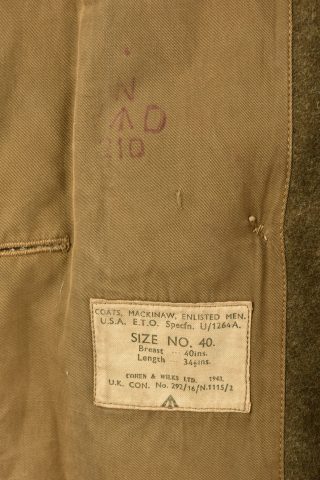 N
D
210
COATS, MACKINAW, ENLISTED MEN.
U.S.A. E.T.O. Specfn. U/1264A.
SIZE NO. 40.
Breast ... 40ins.
Length ... 34½ins.
COHEN & WILKS LTD. 1943.
U.K. CON. No. 292/16/N.1115/2